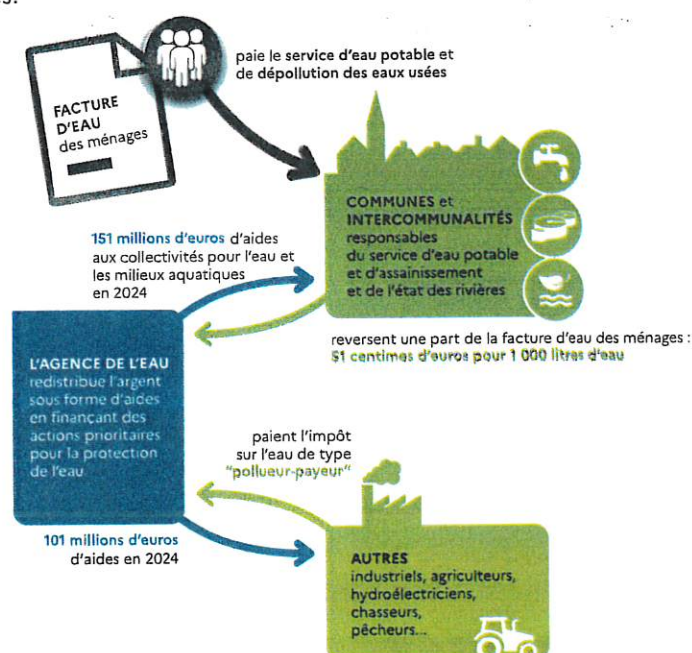 paie le service d'eau potable et
de dépollution des eaux usées
FACTURE
D'EAU
des ménages
COMMUNES et
INTERCOMMUNALITÉS
responsables
du service d'eau potable
et d'assainissement
et de l'état des rivières
151 millions d'euros d'aides
aux collectivités pour l'eau et
les milieux aquatiques
en 2024
reversent une part de la facture d'eau des ménages :
51 centimes d'euros pour 1 000 litres d'eau
L'AGENCE DE L'EAU
redistribue l'argent
sous forme d'aides
en finançant des
actions prioritaires
pour la protection
de l'eau
paient l'impôt
sur l'eau de type
"pollueur-payeur"
101 millions d'euros
d'aides en 2024
AUTRES
industriels, agriculteurs,
hydroélectriciens,
chasseurs,
pêcheurs...